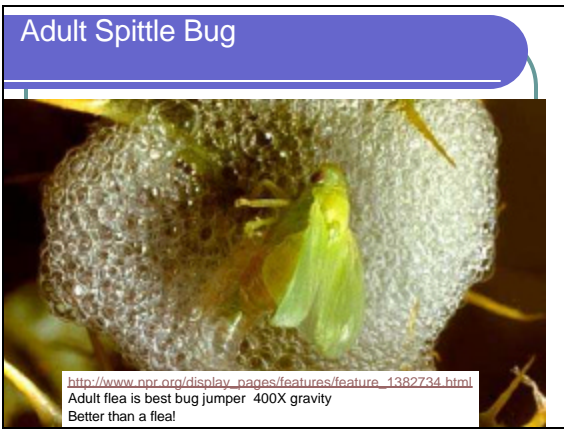 Adult Spittle Bug
http://www.npr.org/display_pages/features/feature_1382734.html
Adult flea is best bug jumper 400X gravity
Better than a flea!